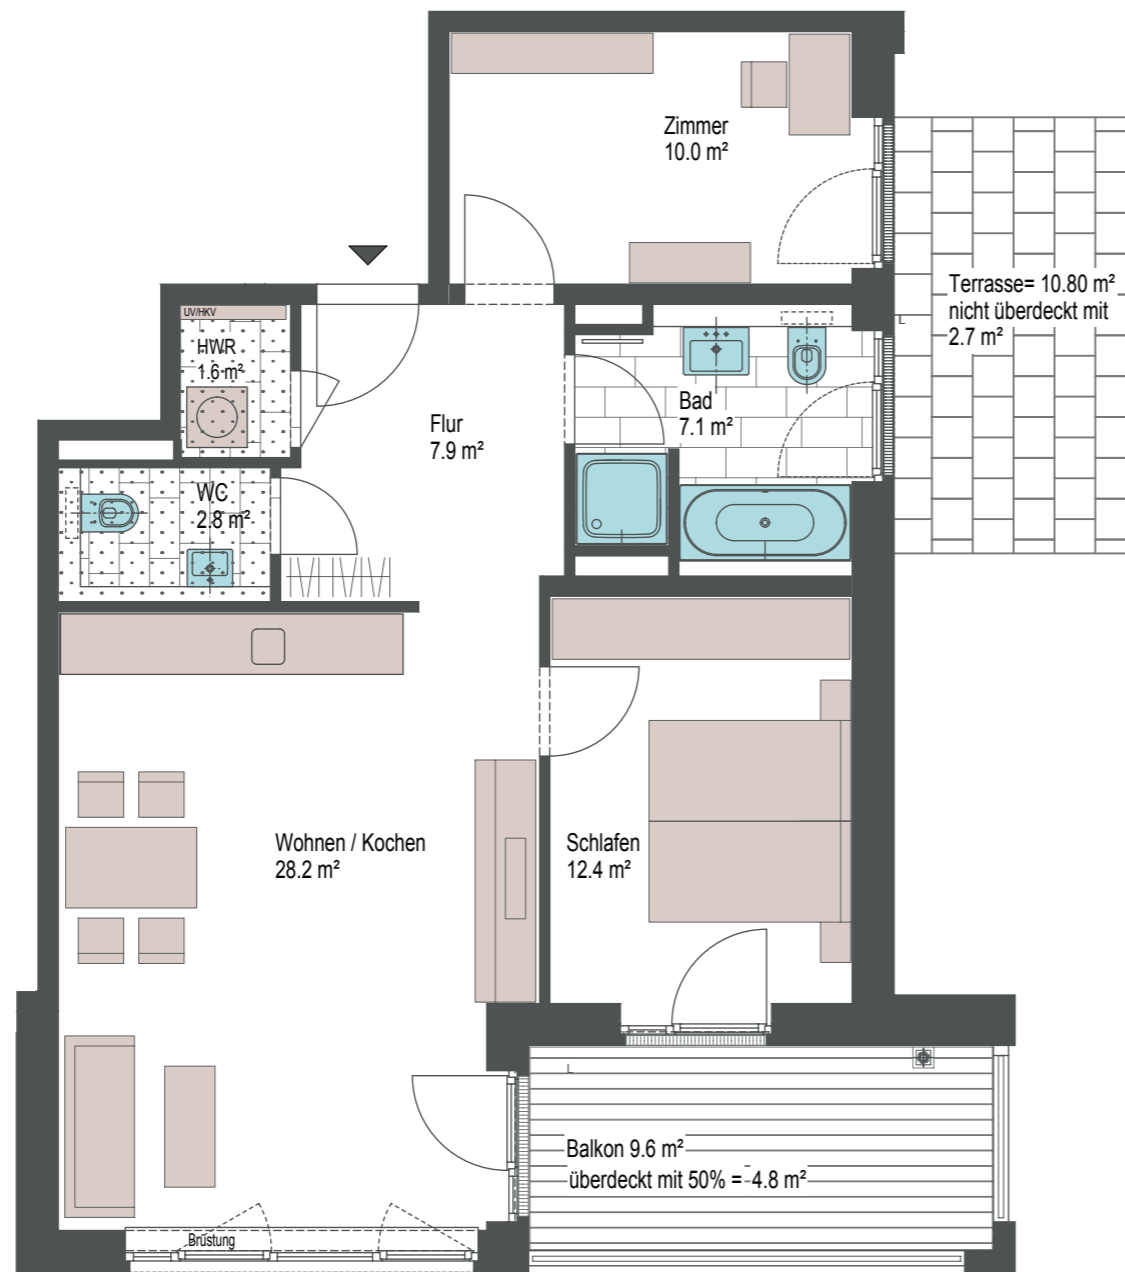 Zimmer
10.0 m²
Terrasse= 10.80 m²
nicht überdeckt mit
2.7 m²
UV/HKV
HWR
1.6 m²
Flur
7.9 m²
Bad
7.1 m²
WC
2.8 m²
Wohnen / Kochen
28.2 m²
Schlafen
12.4 m²
Balkon 9.6 m²
überdeckt mit 50% = 4.8 m²
Brüstung